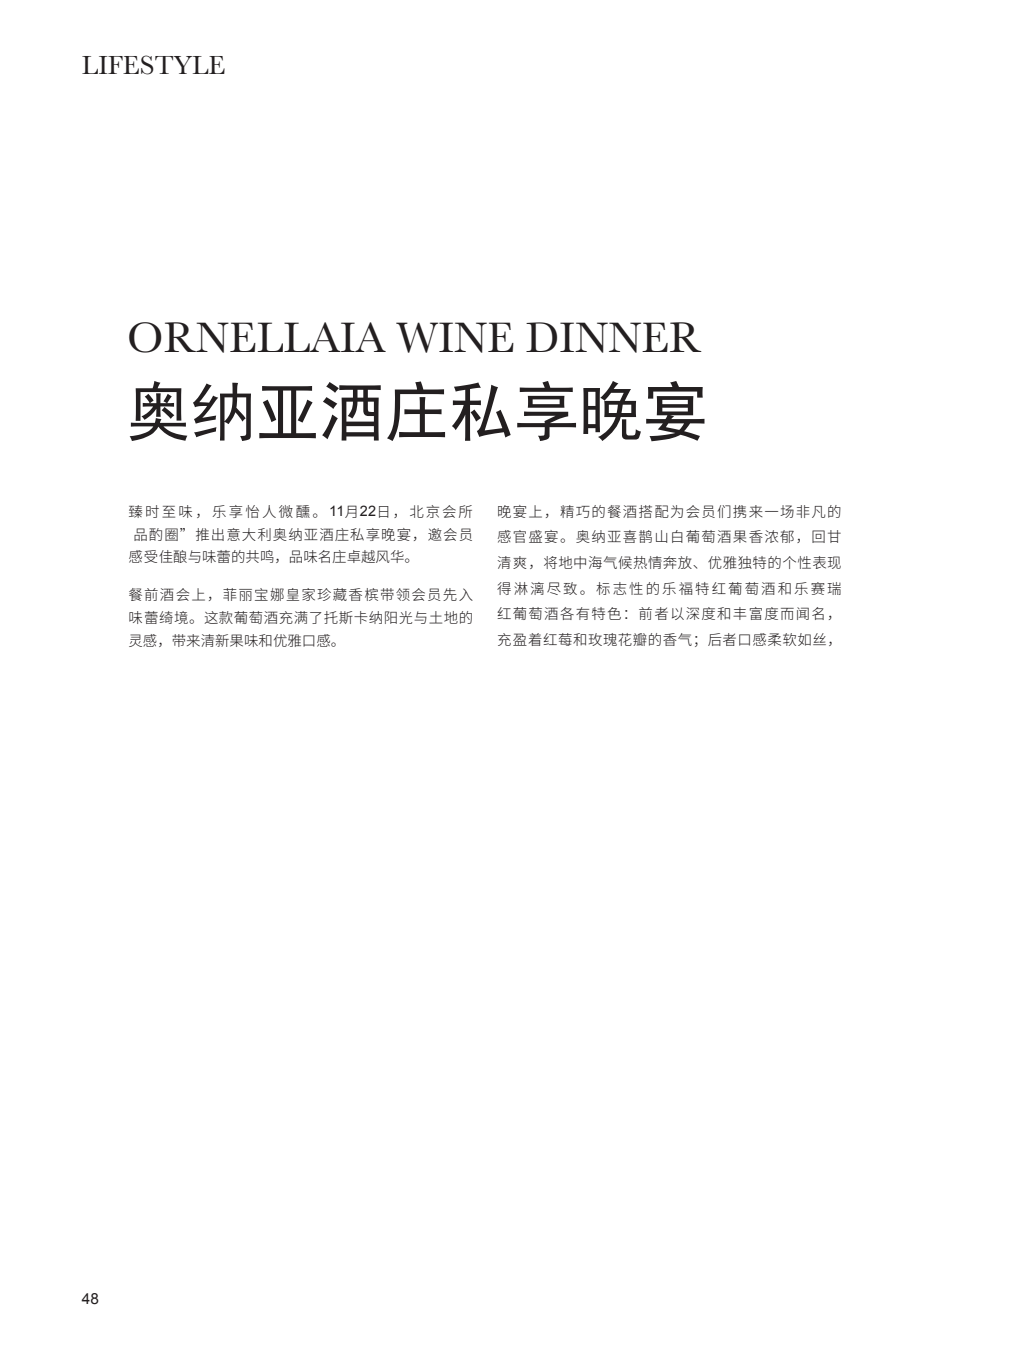 LIFESTYLE
ORNELLAIA WINE DINNER
奥纳亚酒庄私享晚宴
臻时至味，乐享怡人微醺。11月22日，北京会所
品酌圈”推出意大利奥纳亚酒庄私享晚宴，邀会员
感受佳酿与味蕾的共鸣，品味名庄卓越风华。
餐前酒会上，菲丽宝娜皇家珍藏香槟带领会员先入
味蕾绮境。这款葡萄酒充满了托斯卡纳阳光与土地的
灵感，带来清新果味和优雅口感。
晚宴上，精巧的餐酒搭配为会员们携来一场非凡的
感官盛宴。奥纳亚喜鹊山白葡萄酒果香浓郁，回甘
清爽，将地中海气候热情奔放、优雅独特的个性表现
得淋漓尽致。标志性的乐福特红葡萄酒和乐赛瑞
红葡萄酒各有特色：前者以深度和丰富度而闻名，
充盈着红莓和玫瑰花瓣的香气；后者口感柔软如丝，
48